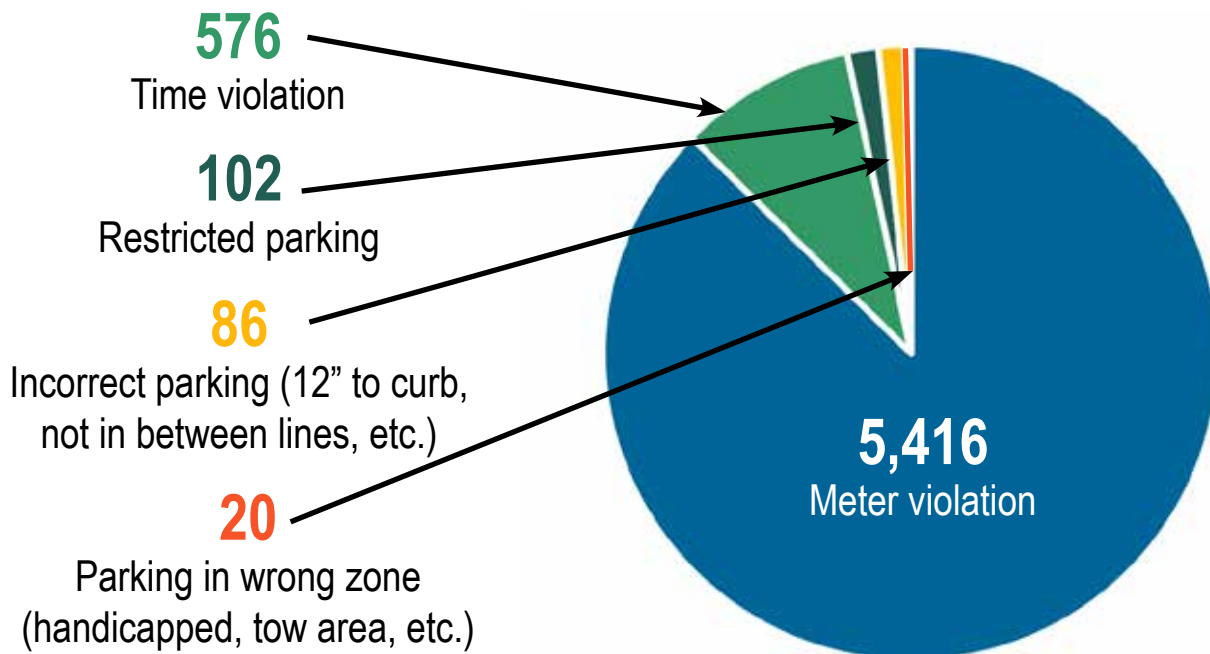 576
Time violation
102
Restricted parking
86
Incorrect parking (12” to curb,
not in between lines, etc.)
20
Parking in wrong zone
(handicapped, tow area, etc.)
5,416
Meter violation